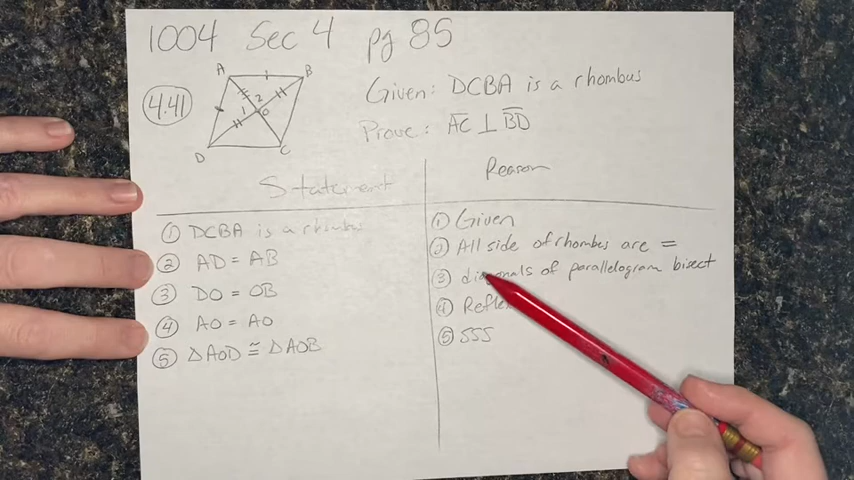 1004 Sec 4 pg 85
4.41
A
B
1 2
O
D
C
Given: DCBA is a rhombus
Prove: AC ⊥ BD
Statement
Reason
① DCBA is a rhombus
① Given
② AD = AB
② All side of rhombus are =
③ DO = OB
③ diagonals of parallelogram bisect
④ AO = AO
④
⑤ △AOD ≅ △AOB
⑤ SSS